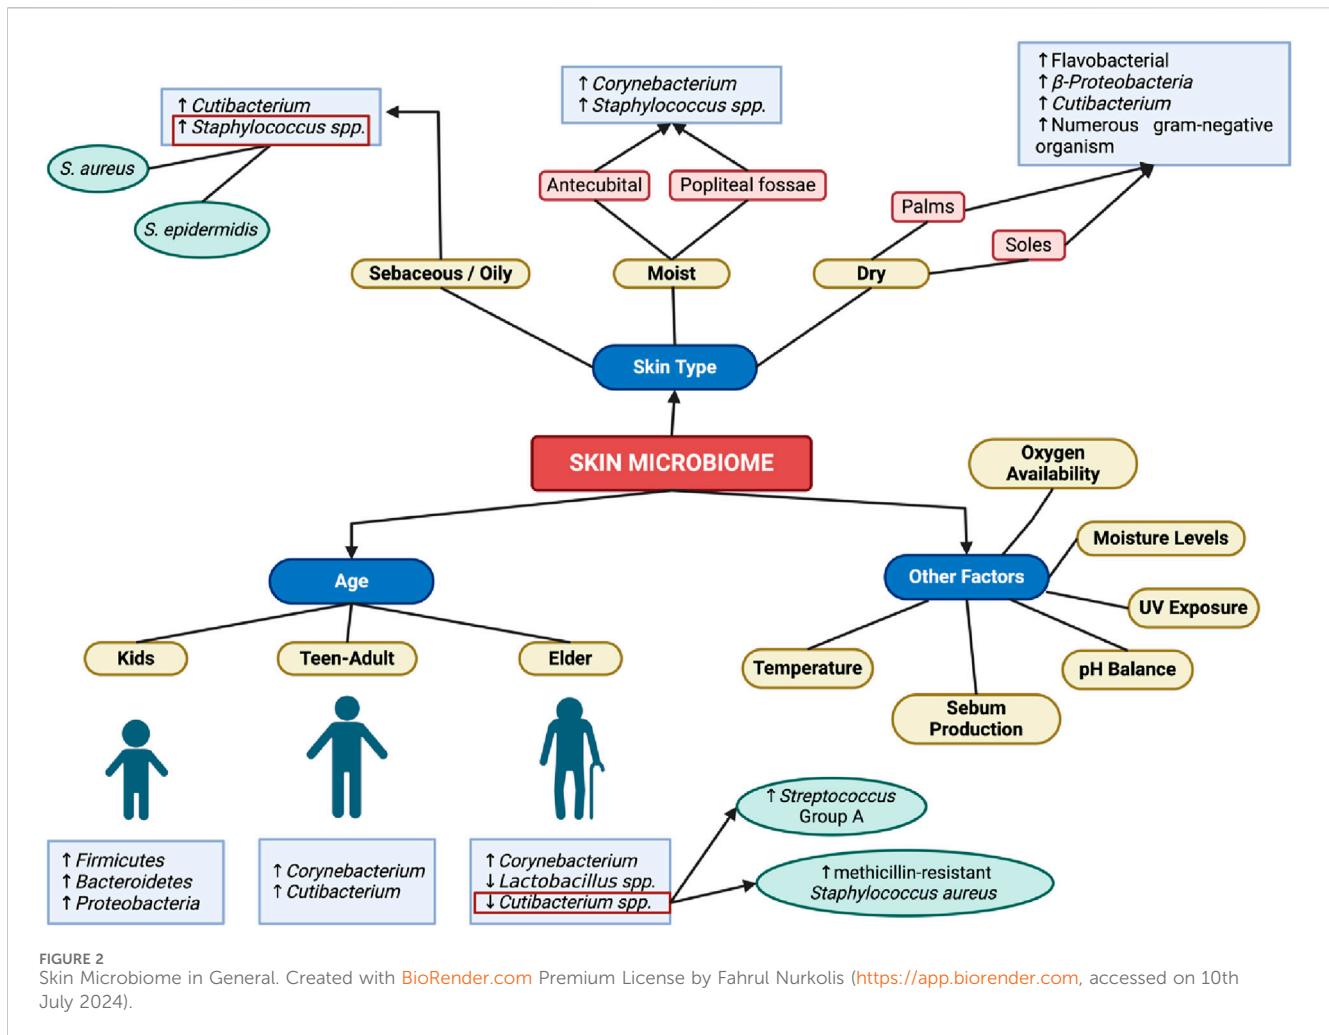 ↑ Cutibacterium
↑ Staphylococcus spp.
S. aureus
S. epidermidis
Sebaceous / Oily
↑ Corynebacterium
↑ Staphylococcus spp.
Antecubital
Popliteal fossae
Moist
↑ Flavobacterial
↑ β-Proteobacteria
↑ Cutibacterium
↑ Numerous gram-negative
organism
Palms
Soles
Dry
Skin Type
SKIN MICROBIOME
Age
Kids
Teen-Adult
Elder
↑ Firmicutes
↑ Bacteroidetes
↑ Proteobacteria
↑ Corynebacterium
↑ Cutibacterium
↑ Corynebacterium
↓ Lactobacillus spp.
↓ Cutibacterium spp.
↑ Streptococcus
Group A
↑ methicillin-resistant
Staphylococcus aureus
Other Factors
Oxygen
Availability
Moisture Levels
UV Exposure
pH Balance
Sebum
Production
Temperature
FIGURE 2
Skin Microbiome in General. Created with BioRender.com Premium License by Fahrul Nurkolis (https://app.biorender.com, accessed on 10th
July 2024).